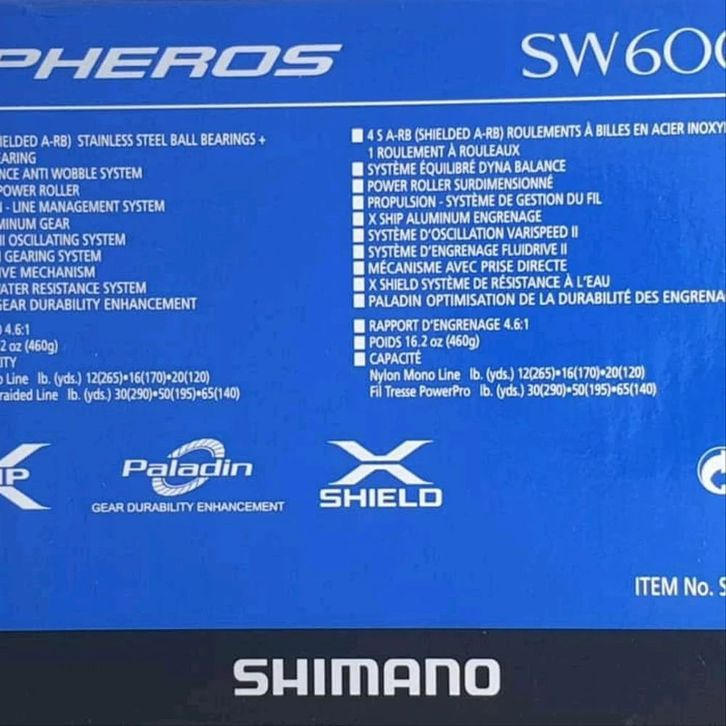 PHEROS SW600
IELDED A-RB) STAINLESS STEEL BALL BEARINGS +
EARING
NCE ANTI WOBBLE SYSTEM
POWER ROLLER
- LINE MANAGEMENT SYSTEM
MINUM GEAR
II OSCILLATING SYSTEM
GEARING SYSTEM
VE MECHANISM
ATER RESISTANCE SYSTEM
GEAR DURABILITY ENHANCEMENT
4.6:1
2 oz (460g)
ITY
Line lb. (yds.) 12(265)•16(170)•20(120)
raided Line lb. (yds.) 30(290)•50(195)•65(140)
4 S A-RB (SHIELDED A-RB) ROULEMENTS À BILLES EN ACIER INOXY
1 ROULEMENT À ROULEAUX
SYSTÈME ÉQUILIBRÉ DYNA BALANCE
POWER ROLLER SURDIMENSIONNÉ
PROPULSION - SYSTÈME DE GESTION DU FIL
X SHIP ALUMINUM ENGRENAGE
SYSTÈME D'OSCILLATION VARISPEED II
SYSTÈME D'ENGRENAGE FLUIDRIVE II
MÉCANISME AVEC PRISE DIRECTE
X SHIELD SYSTÈME DE RÉSISTANCE À L'EAU
PALADIN OPTIMISATION DE LA DURABILITÉ DES ENGRENA
RAPPORT D'ENGRENAGE 4.6:1
POIDS 16.2 oz (460g)
CAPACITÉ
Nylon Mono Line lb. (yds.) 12(265)•16(170)•20(120)
Fil Tresse PowerPro lb. (yds.) 30(290)•50(195)•65(140)
IP
Paladin
GEAR DURABILITY ENHANCEMENT
X
SHIELD
ITEM No. S
SHIMANO